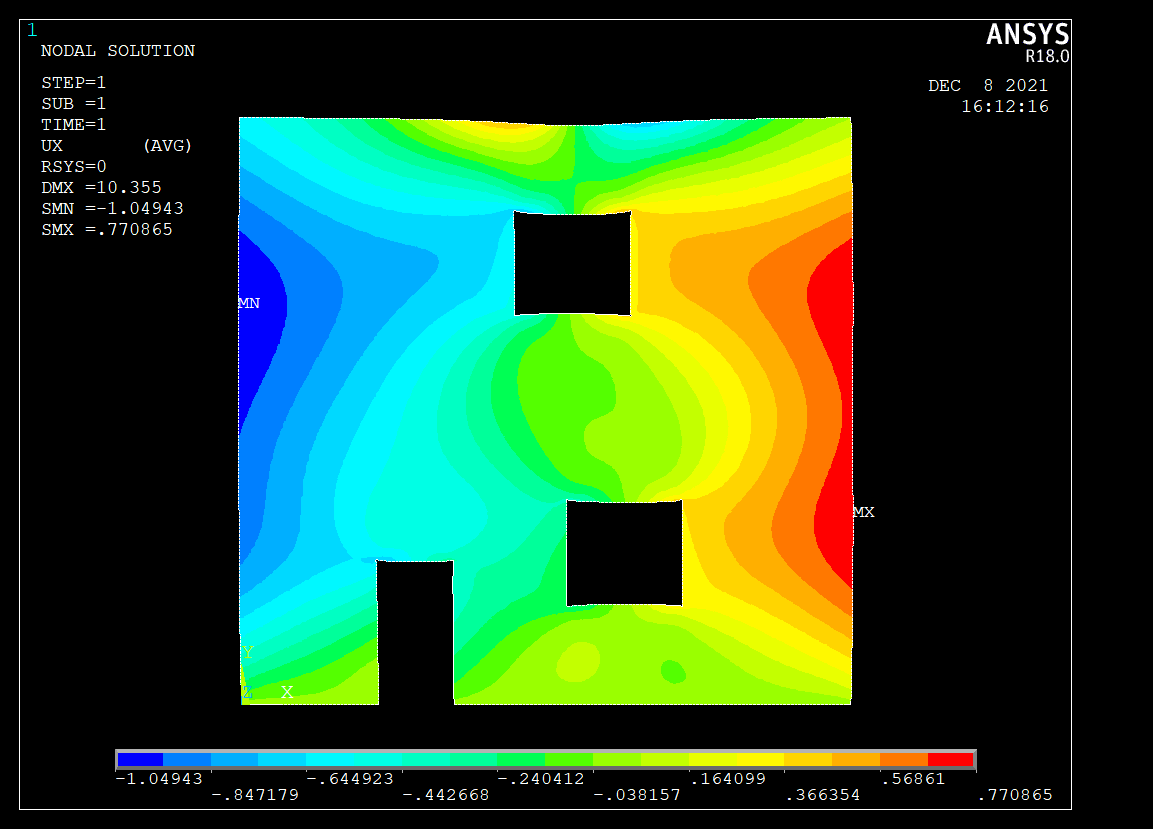 1
ANSYS
R18.0
NODAL SOLUTION
STEP=1
SUB =1
TIME=1
UX (AVG)
RSYS=0
DMX =10.355
SMN =-1.04943
SMX =.770865
DEC 8 2021
16:12:16
MN
MX
Y
Z X
-1.04943 -.644923 -.240412 .164099 .56861
-.847179 -.442668 -.038157 .366354 .770865